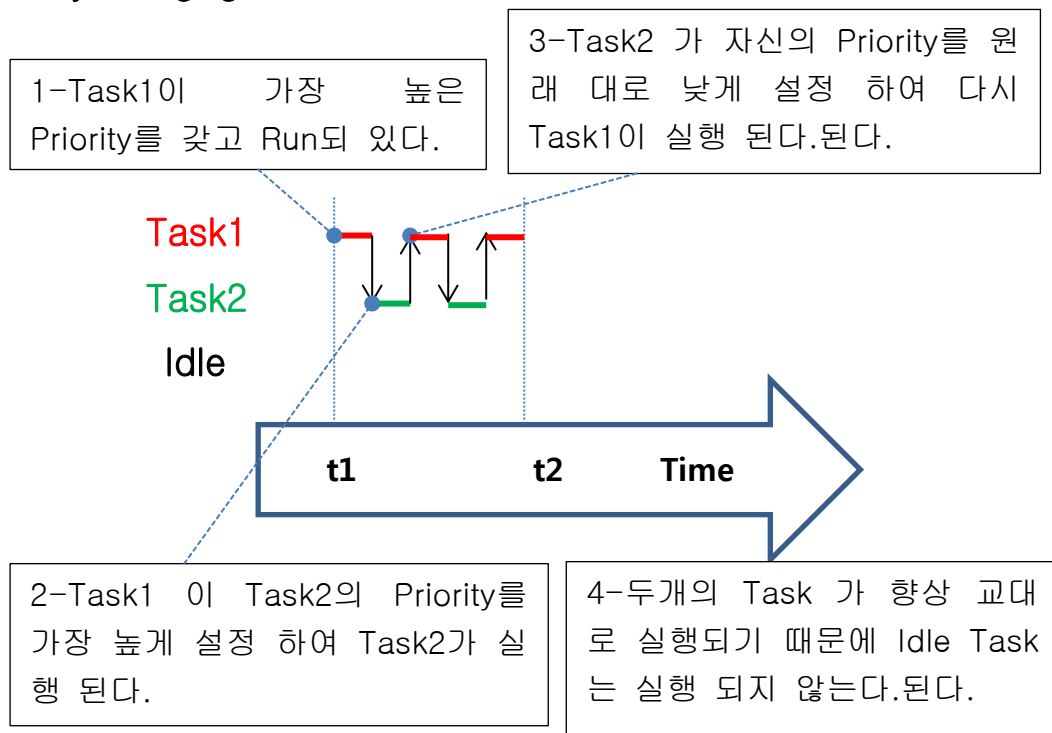 1-Task1이 가장 높은
Priority를 갖고 Run되 있다.
3-Task2 가 자신의 Priority를 원
래 대로 낮게 설정 하여 다시
Task1이 실행 된다.된다.
Task1
Task2
Idle
t1 t2 Time
2-Task1 이 Task2의 Priority를
가장 높게 설정 하여 Task2가 실
행 된다.
4-두개의 Task 가 향상 교대
로 실행되기 때문에 Idle Task
는 실행 되지 않는다.된다.